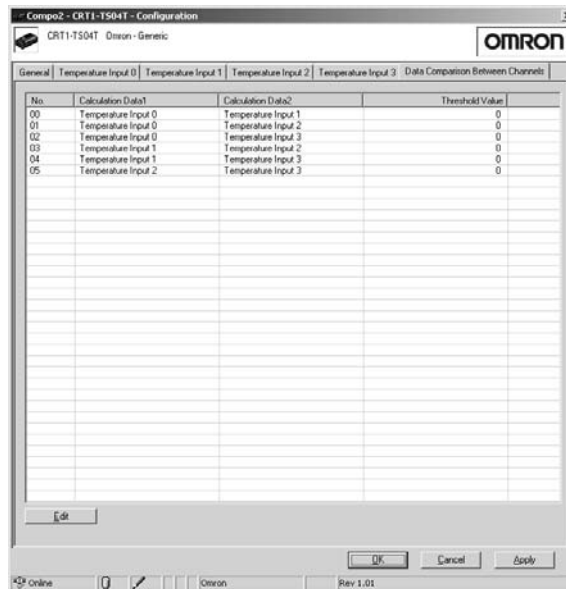 Compo2 - CRT1-TS04T - Configuration
CRT1-TS04T Omron - Generic
OMRON
General Temperature Input 0 Temperature Input 1 Temperature Input 2 Temperature Input 3 Data Comparison Between Channels
No. Calculation Data1 Calculation Data2 Threshold Value
00 Temperature Input 0 Temperature Input 1 0
01 Temperature Input 0 Temperature Input 2 0
02 Temperature Input 0 Temperature Input 3 0
03 Temperature Input 1 Temperature Input 2 0
04 Temperature Input 1 Temperature Input 3 0
05 Temperature Input 2 Temperature Input 3 0
Edit
OK Cancel Apply
Online Omron Rev 1.01